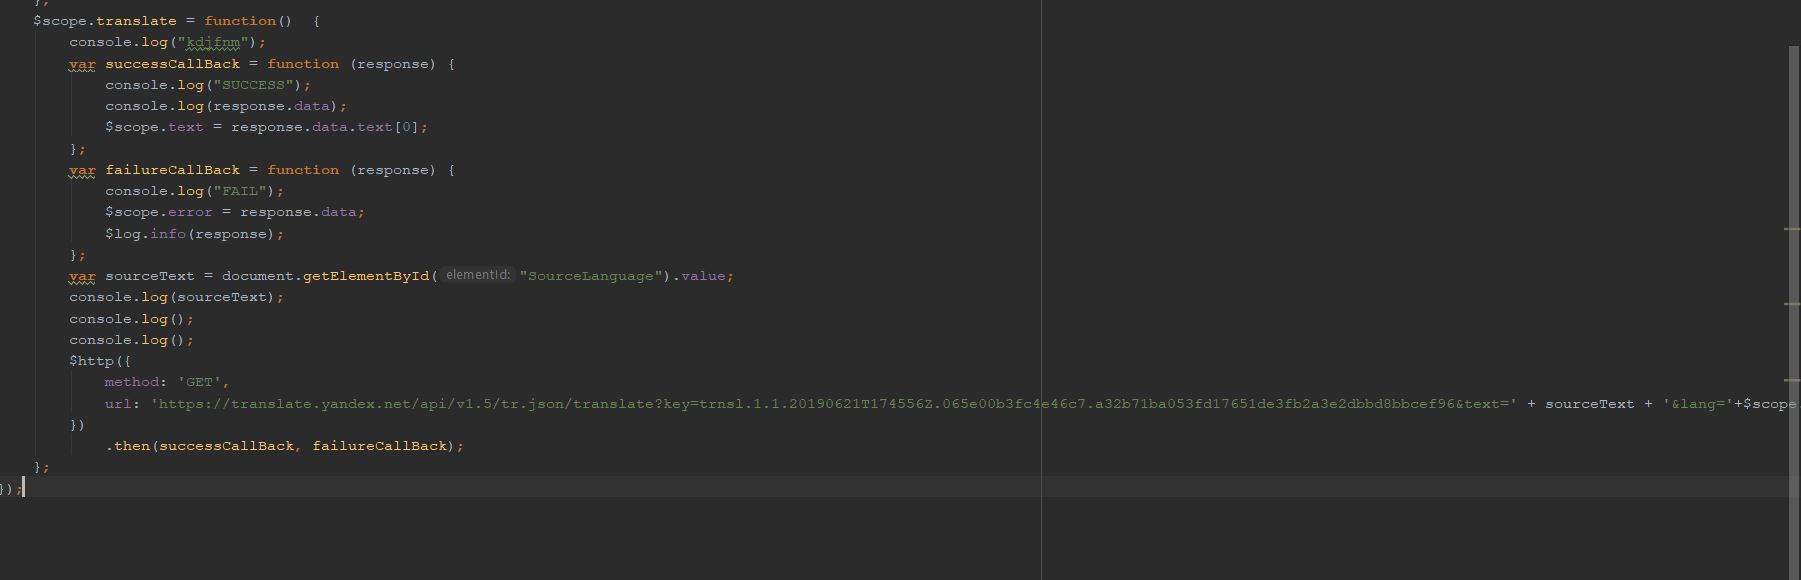 };
$scope.translate = function()  {
console.log("kdjfnm");
var successCallBack = function (response) {
console.log("SUCCESS");
console.log(response.data);
$scope.text = response.data.text[0];
};
var failureCallBack = function (response) {
console.log("FAIL");
$scope.error = response.data;
$log.info(response);
};
var sourceText = document.getElementById( elementId: "SourceLanguage").value;
console.log(sourceText);
console.log();
console.log();
$http({
method: 'GET',
url: 'https://translate.yandex.net/api/v1.5/tr.json/translate?key=trnsl.1.1.20190621T174556Z.065e00b3fc4e46c7.a32b71ba053fd17651de3fb2a3e2dbbd8bbcef96&text=' + sourceText + '&lang='+$scope.
})
.then(successCallBack, failureCallBack);
};
});